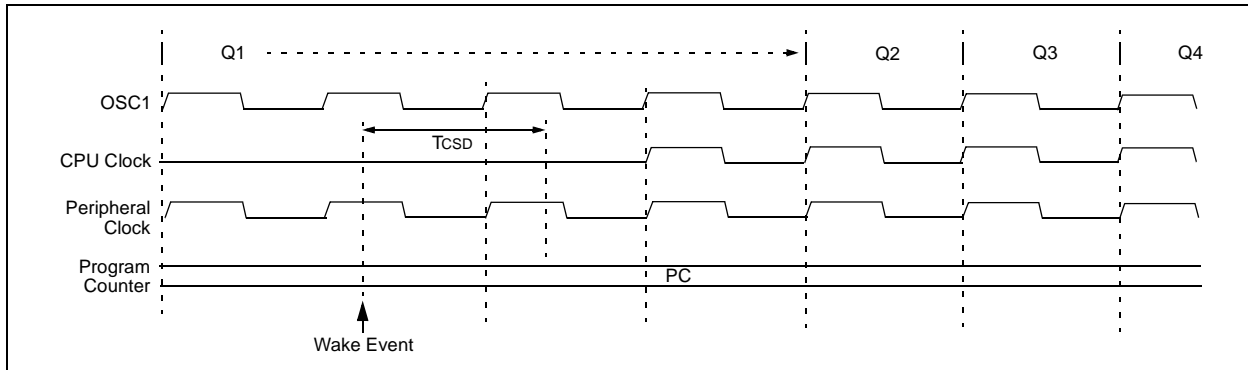 Q1 Q2 Q3 Q4
OSC1
TCSD
CPU Clock
Peripheral
Clock
Program
Counter
PC
Wake Event